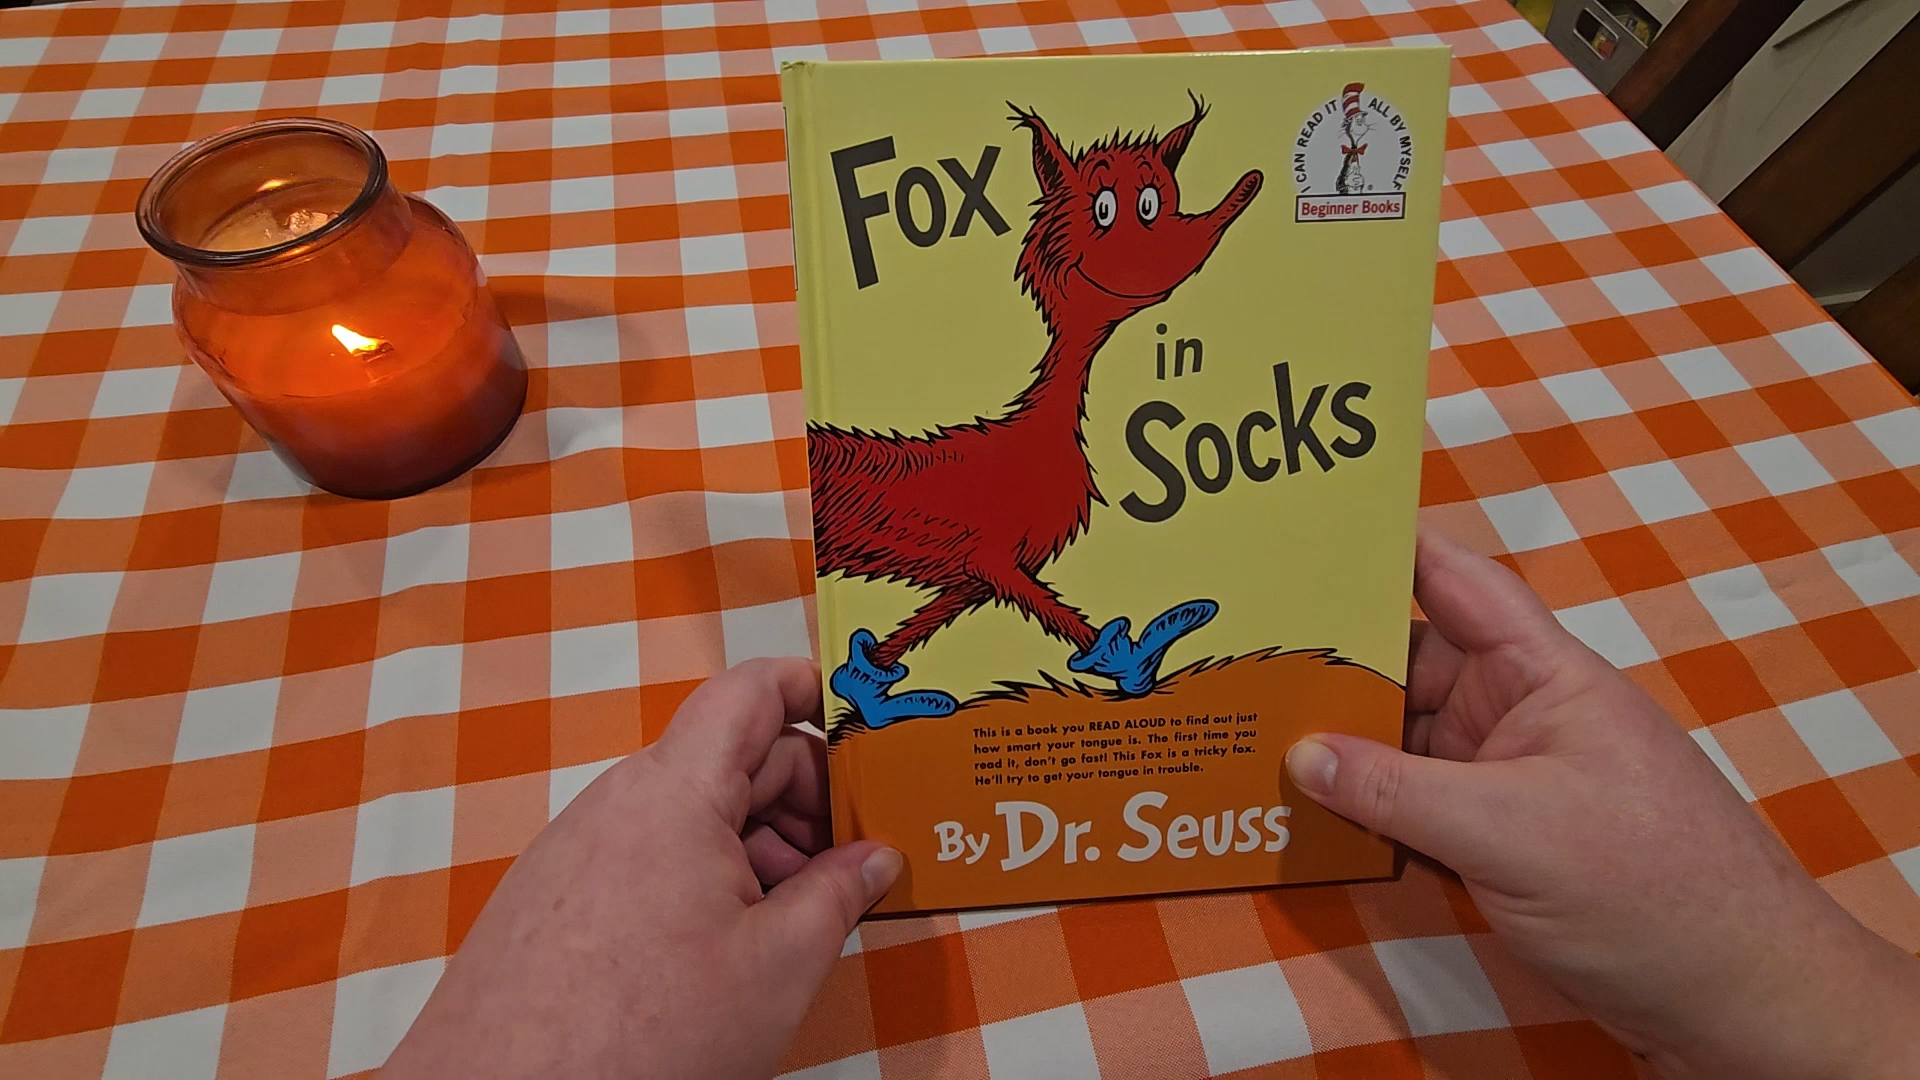 Fox
in
Socks
I CAN READ IT ALL BY MYSELF
Beginner Books
This is a book you READ ALOUD to find out just
how smart your tongue is. The first time you
read it, don't go fast! This Fox is a tricky fox.
He'll try to get your tongue in trouble.
By Dr. Seuss